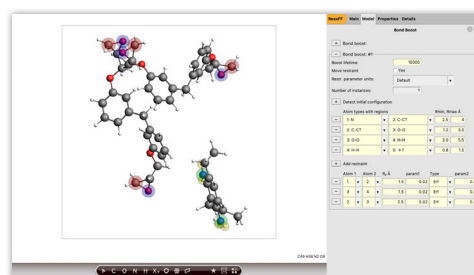 ReaxFF Main Model Properties Details
Bond Boost
Bond boost:
Bond boost: #1
Boost lifetime 10000
Move restraint Yes
Restr. parameter units: Default
Number of instances: 1
Detect initial configuration
Atom types with regions Rmin, Rmax Å
1: N 2: C-CT 2.5 4
2: C-CT 3: O-O 1.2 3.0
3: O-O 4: H-H 3.0 5.5
4: H-H 5: =1 0.8 1.5
Add restraint
Atom 1 Atom 2 R₀ Å param1 Type param2
1 2 1.5 0.02 Erf 0.
3 4 1.5 0.02 Erf 0.
2 3 2.5 0.02 Erf 0.
C49 H56 N2 O9
C O N H X